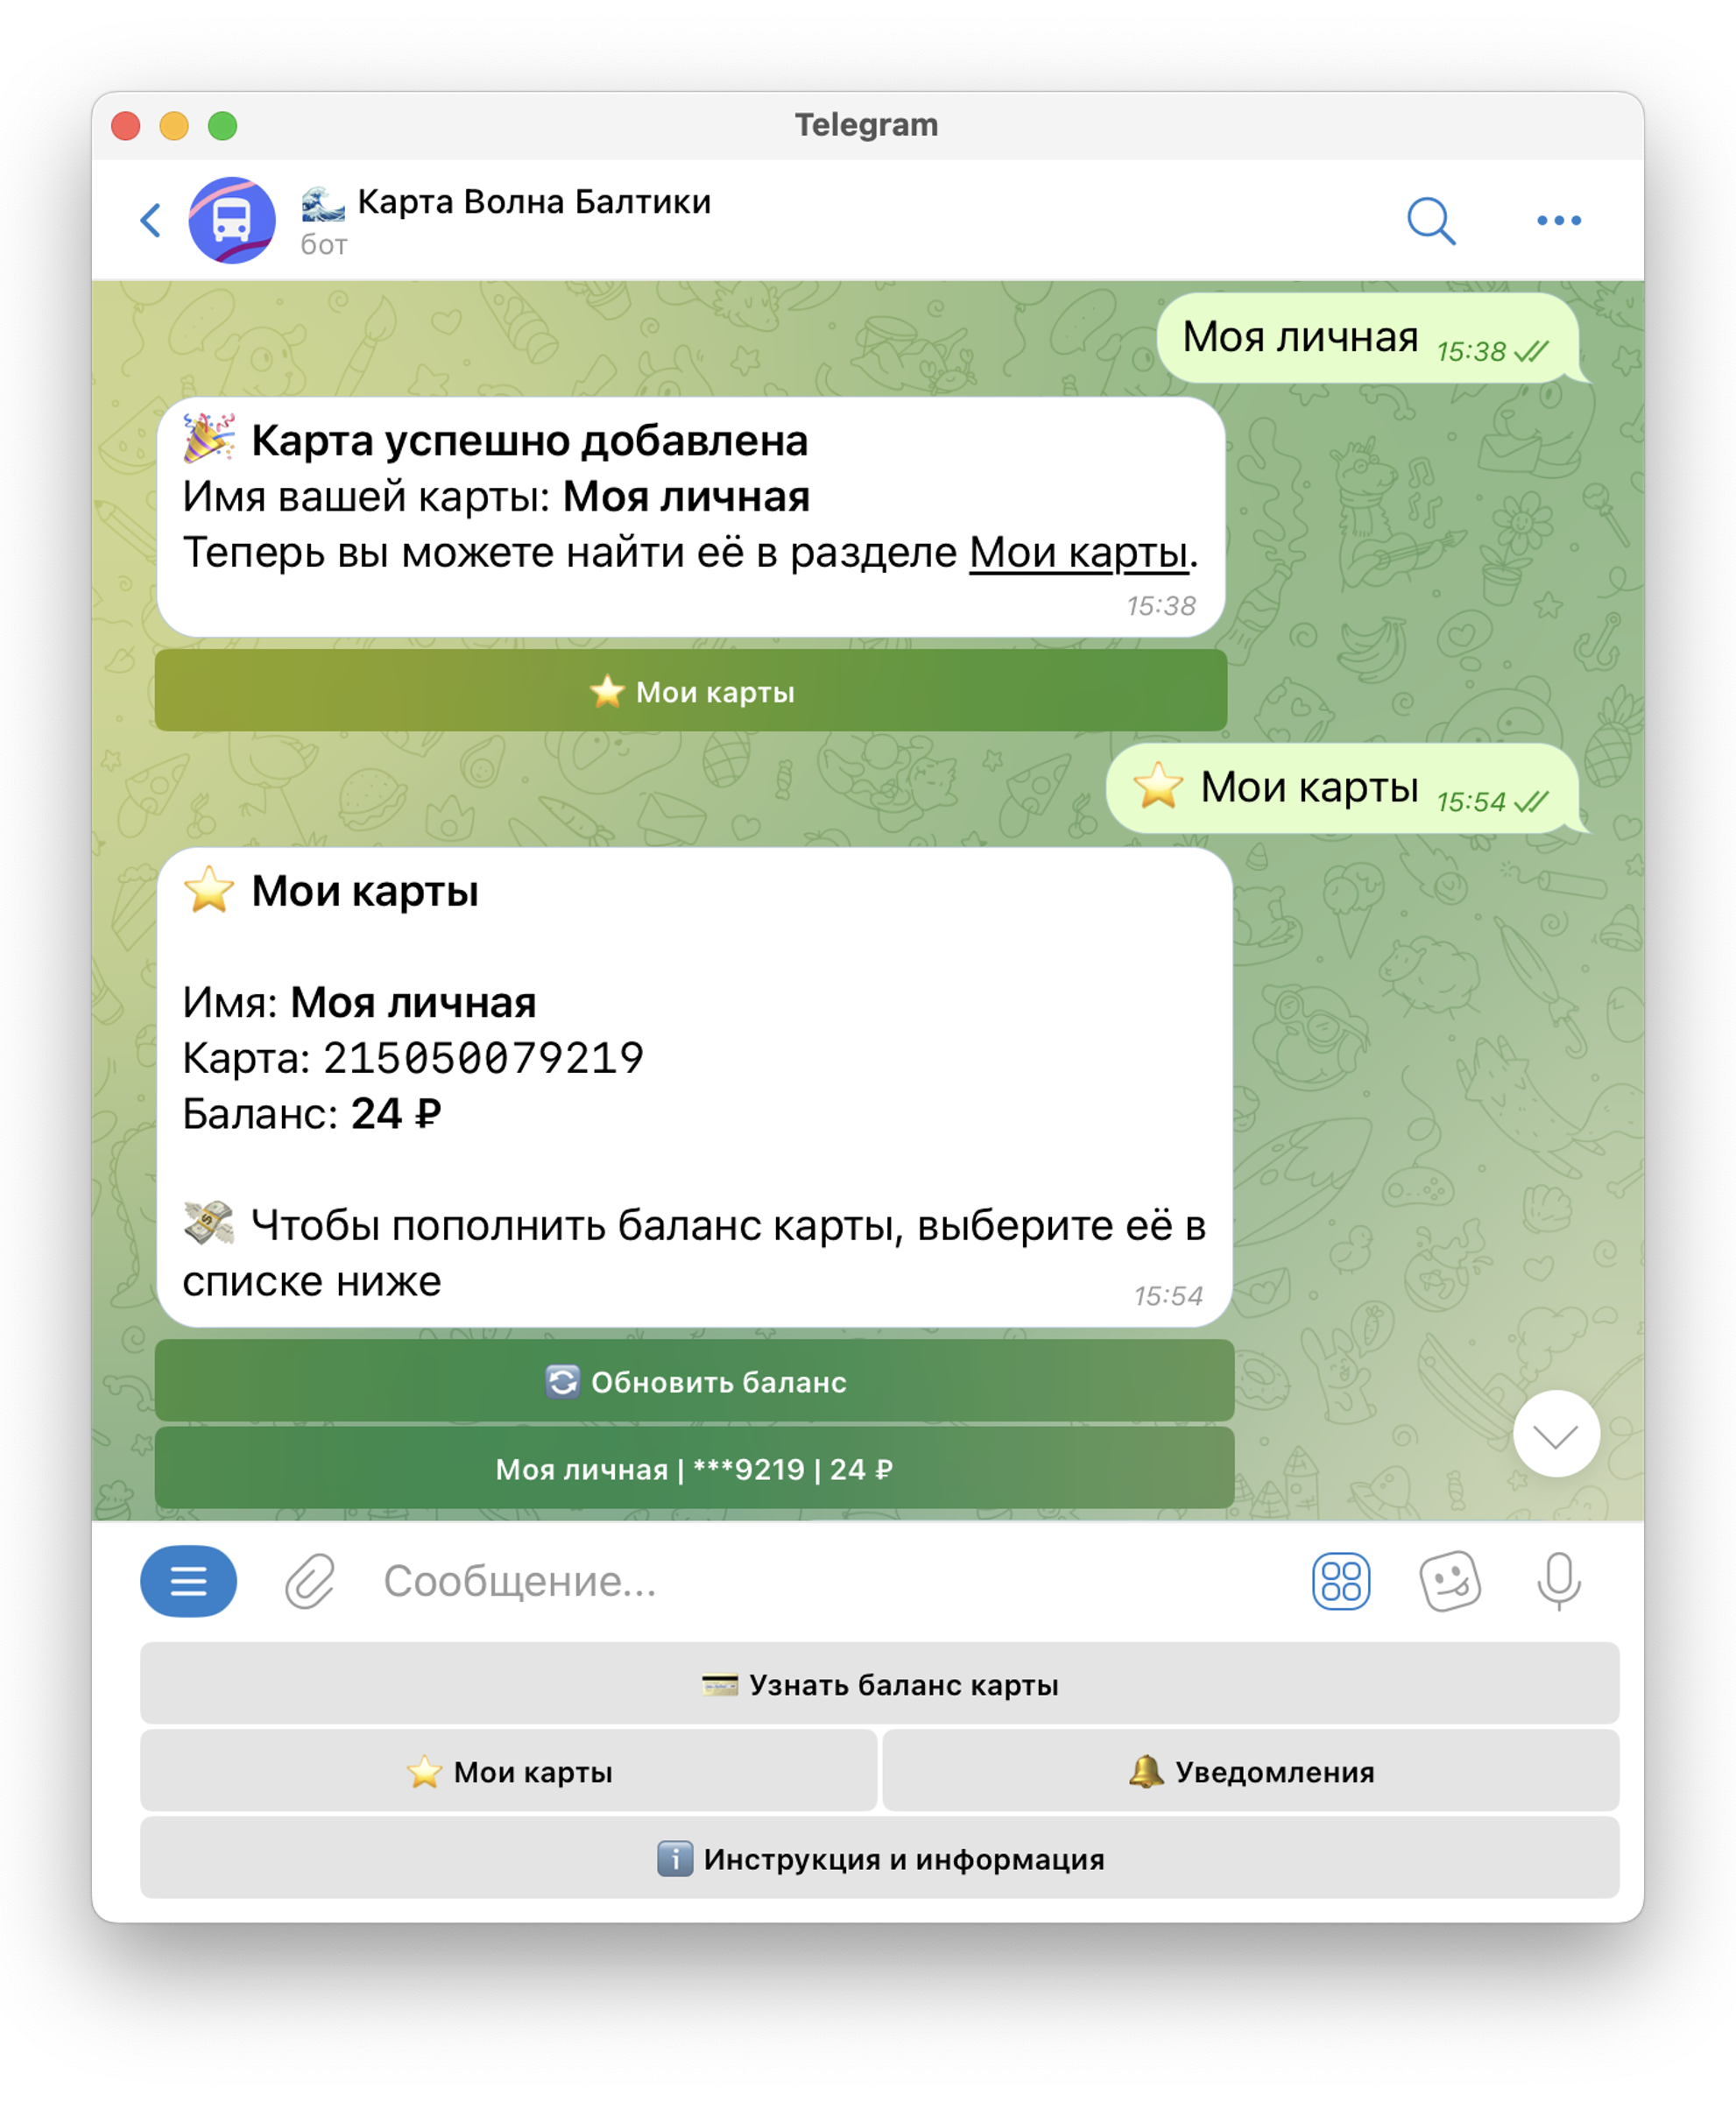 Telegram
🌊 Карта Волна Балтики
бот
Моя личная 15:38
🎉 Карта успешно добавлена
Имя вашей карты: Моя личная
Теперь вы можете найти её в разделе Мои карты.
15:38
⭐ Мои карты
⭐ Мои карты 15:54
⭐ Мои карты
Имя: Моя личная
Карта: 215050079219
Баланс: 24 ₽
💸 Чтобы пополнить баланс карты, выберите её в
списке ниже
15:54
🔄 Обновить баланс
Моя личная | ***9219 | 24 ₽
Сообщение...
💳 Узнать баланс карты
⭐ Мои карты
🔔 Уведомления
ℹ️ Инструкция и информация